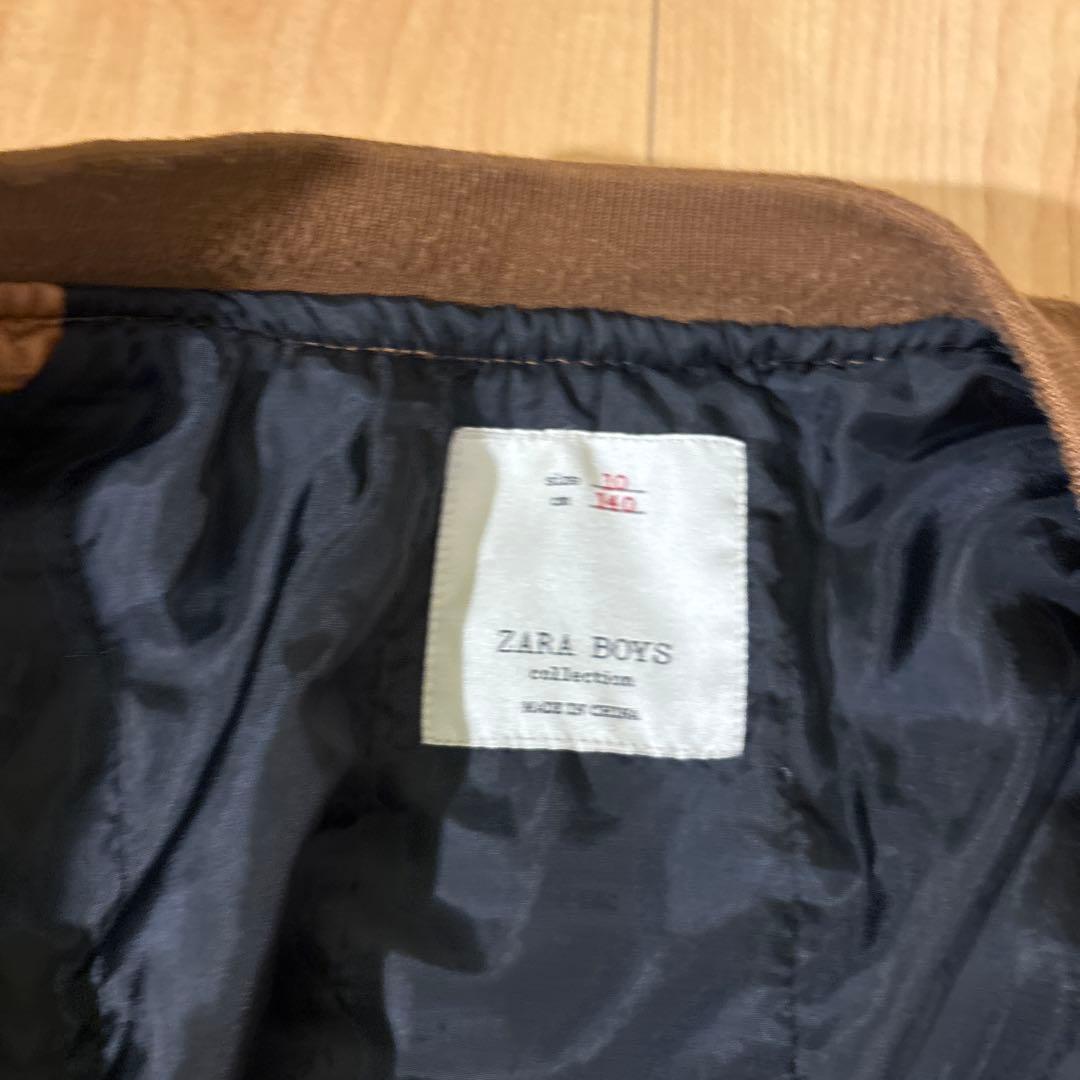 size 10
cm 140
ZARA BOYS
collection
MADE IN CHINA